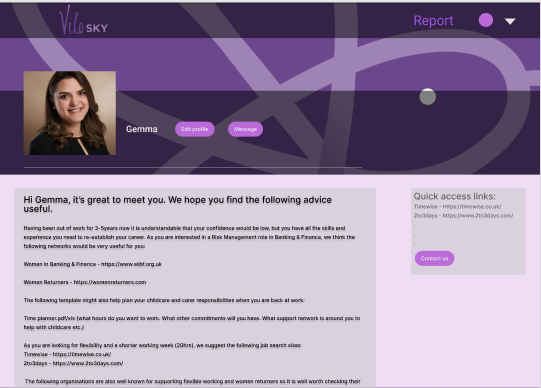 Vilo SKY
Report
Gemma
Edit profile
Message
Hi Gemma, it's great to meet you. We hope you find the following advice
useful.
Having been out of work for 3-5years now it is understandable that your confidence would be low, but you have all the skills and
experience you need to re-establish your career. As you are interested in a Risk Management role in Banking & Finance, we think the
following networks would be very useful for you:
Women in Banking & Finance - https://www.wibf.org.uk
Women Returners - https://womenreturners.com
The following template might also help plan your childcare and carer responsibilities when you are back at work:
Time planner.pdf/xls (what hours do you want to work. What other commitments will you have. What support network is around you to
help with childcare etc.)
As you are looking for flexibility and a shorter working week (20hrs), we suggest the following job search sites:
Timewise - https://timewise.co.uk/
2to3days - https://www.2to3days.com/
The following organisations are also well known for supporting flexible working and women returners so it is well worth checking their
Quick access links:
Timewise - https://timewise.co.uk/
2to3days - https://www.2to3days.com/
.
.
.
Contact us